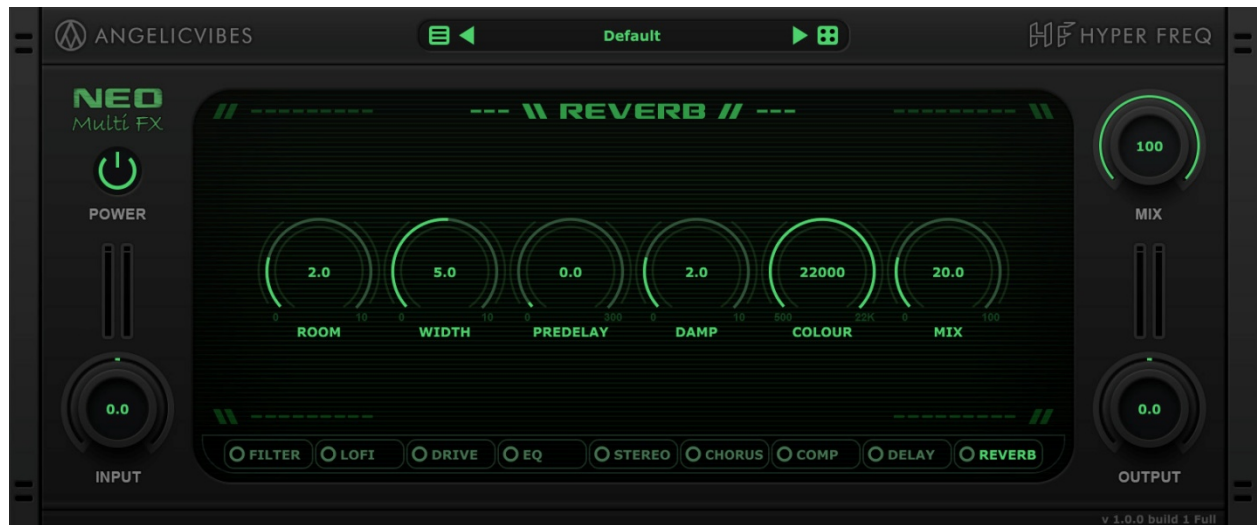 ANGELICVIBES
Default
HF HYPER FREQ
NEO
Multi FX
--- \\ REVERB // ---
POWER
INPUT
0.0
2.0
0 10
ROOM
5.0
0 10
WIDTH
0.0
0 300
PREDELAY
2.0
0 10
DAMP
22000
500 22K
COLOUR
20.0
0 100
MIX
100
MIX
0.0
OUTPUT
FILTER LOFI DRIVE EQ STEREO CHORUS COMP DELAY REVERB
v 1.0.0 build 1 Full